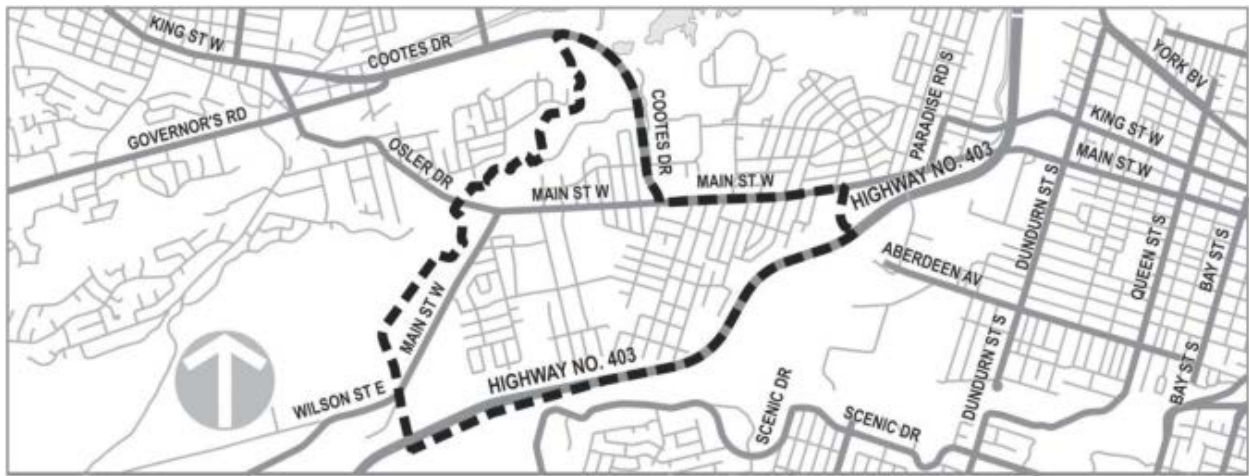 KING ST W
COOTES DR
GOVERNOR'S RD
OSLER DR
COOTES DR
MAIN ST W
MAIN ST W
PARADISE RD S
HIGHWAY NO. 403
YORK BV
KING ST W
MAIN ST W
DUNDURN ST S
QUEEN ST S
BAY ST S
ABERDEEN AV
MAIN ST W
HIGHWAY NO. 403
WILSON ST E
SCENIC DR
SCENIC DR
DUNDURN ST S
BAY ST S